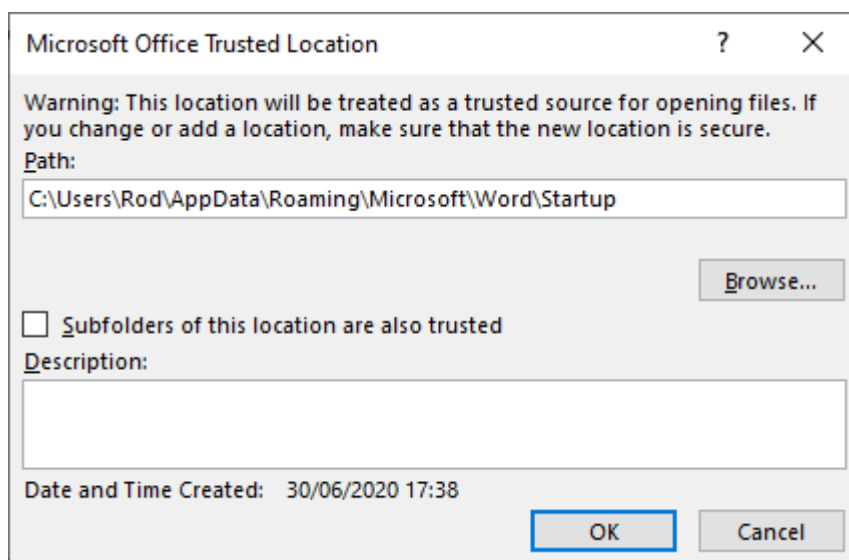 Microsoft Office Trusted Location
?
Warning: This location will be treated as a trusted source for opening files. If
you change or add a location, make sure that the new location is secure.
Path:
C:\Users\Rod\AppData\Roaming\Microsoft\Word\Startup
Browse...
Subfolders of this location are also trusted
Description:
Date and Time Created: 30/06/2020 17:38
OK Cancel